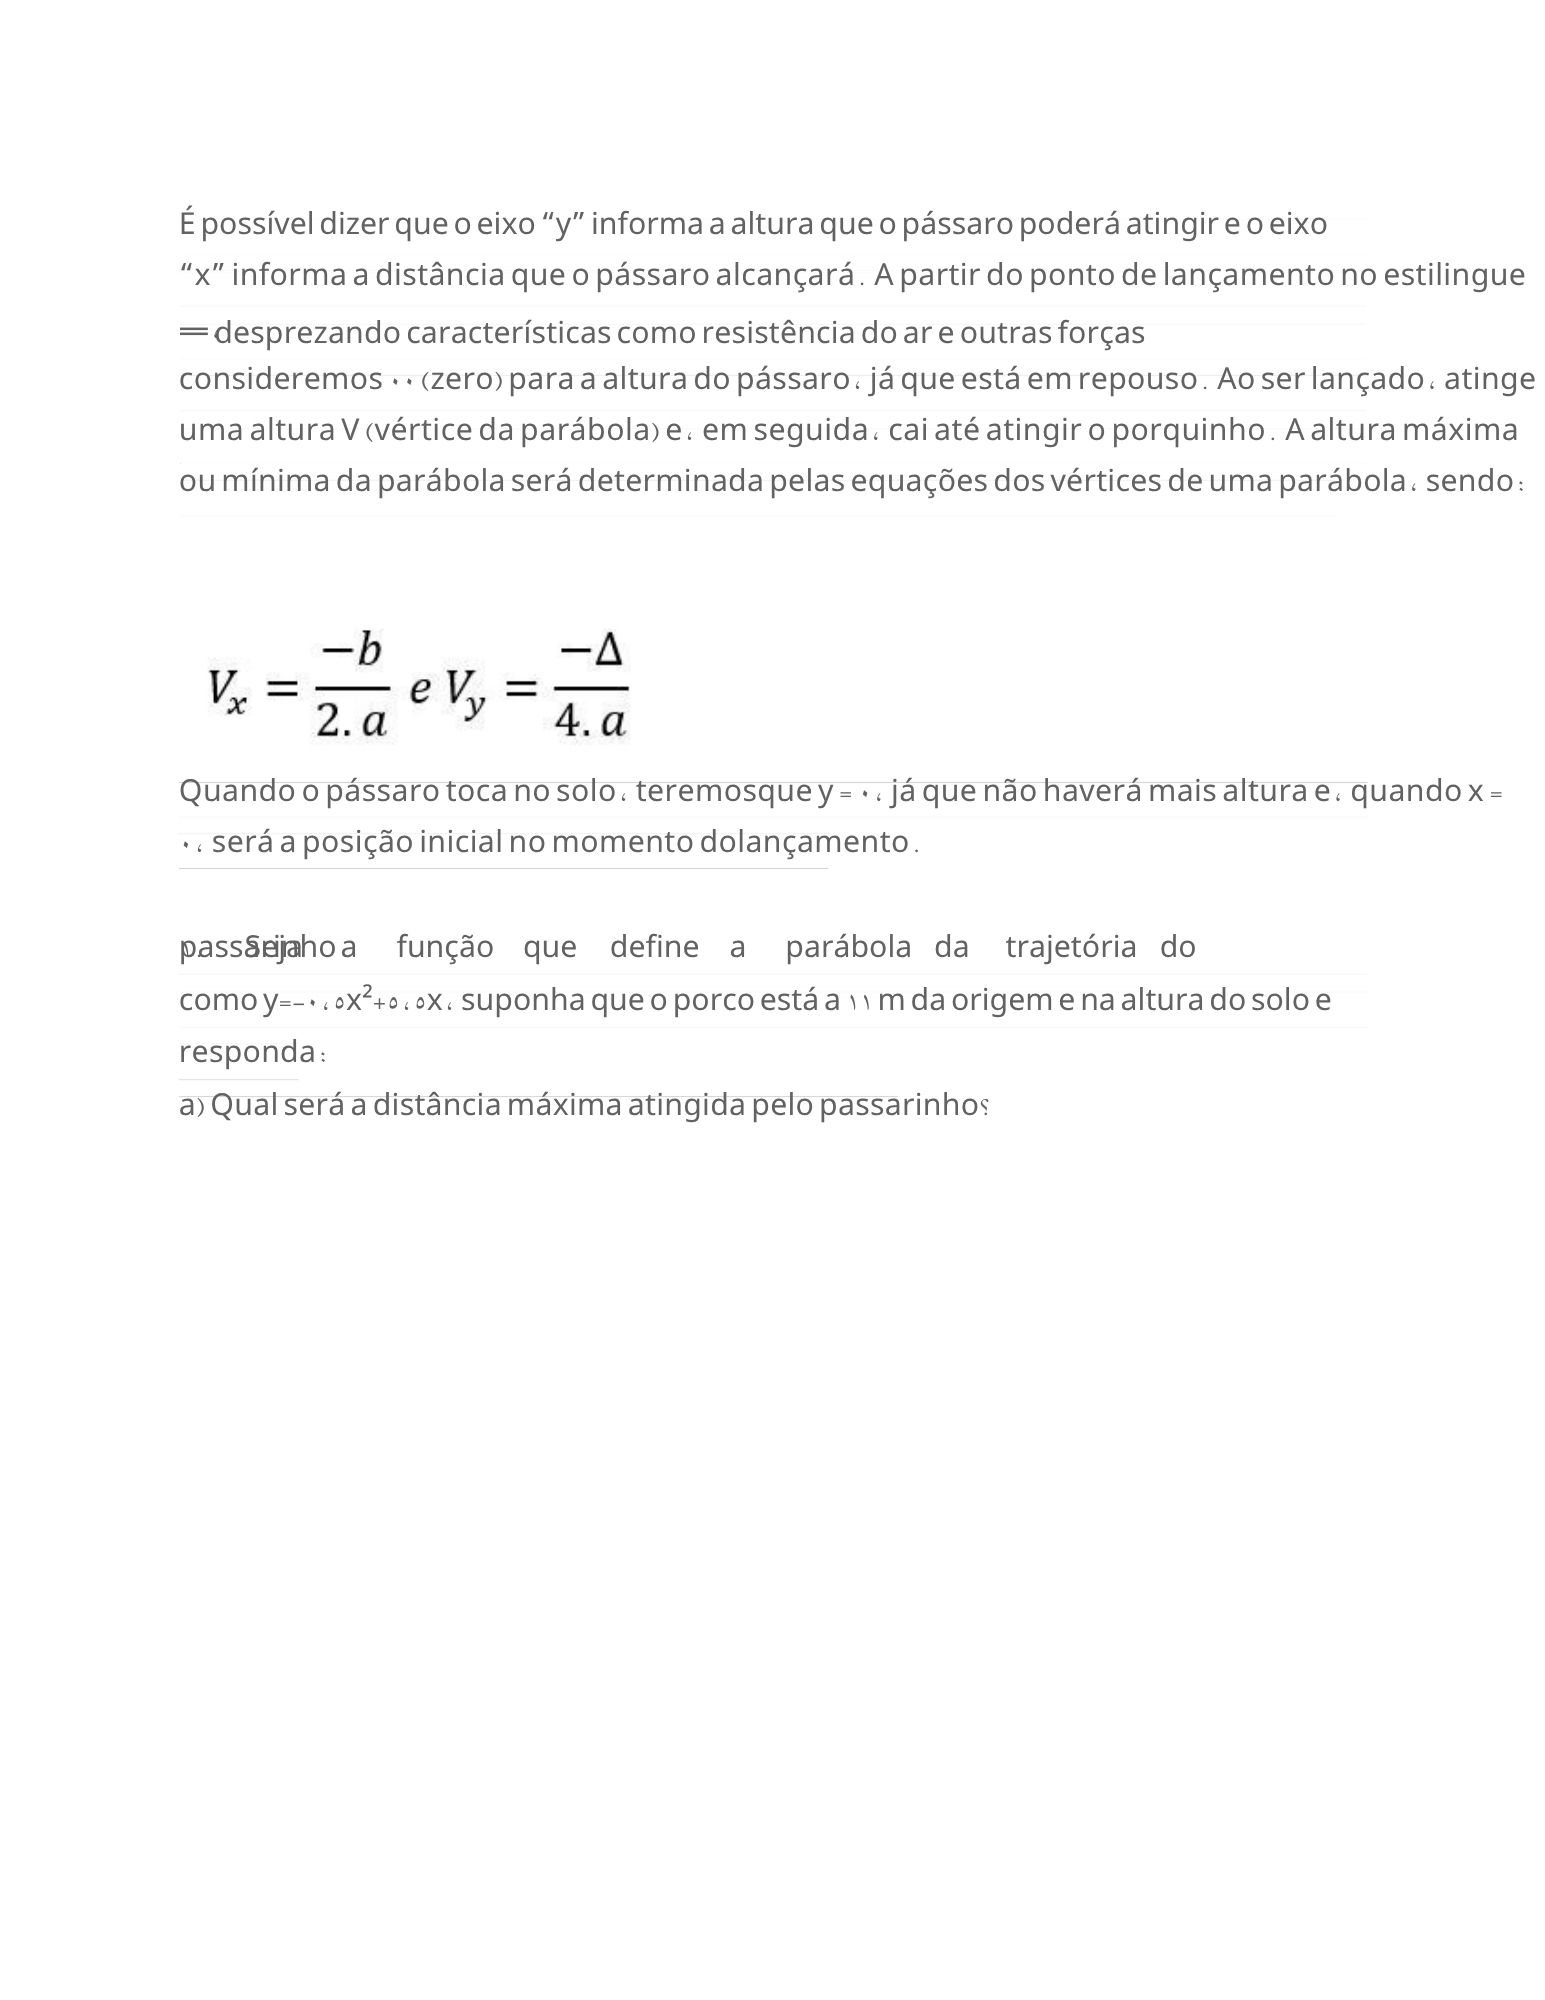 É possível dizer que o eixo “y” informa a altura que o pássaro poderá atingir e o eixo
“x” informa a distância que o pássaro alcançará. A partir do ponto de lançamento no estilingue
desprezando características como resistência do ar e outras forças
consideremos ٠٠ (zero) para a altura do pássaro، já que está em repouso. Ao ser lançado، atinge
uma altura V (vértice da parábola) e، em seguida، cai até atingir o porquinho. A altura máxima
ou mínima da parábola será determinada pelas equações dos vértices de uma parábola، sendo:
V_x = -b / 2. a e V_y = -Δ / 4. a
Quando o pássaro toca no solo، teremosque y = ٠، já que não haverá mais altura e، quando x =
٠، será a posição inicial no momento dolançamento.
Seja a função que define a parábola da trajetória do
passarinho
como y=-٠،٥x²+٥،٥x، suponha que o porco está a ١١ m da origem e na altura do solo e
responda:
a) Qual será a distância máxima atingida pelo passarinho؟